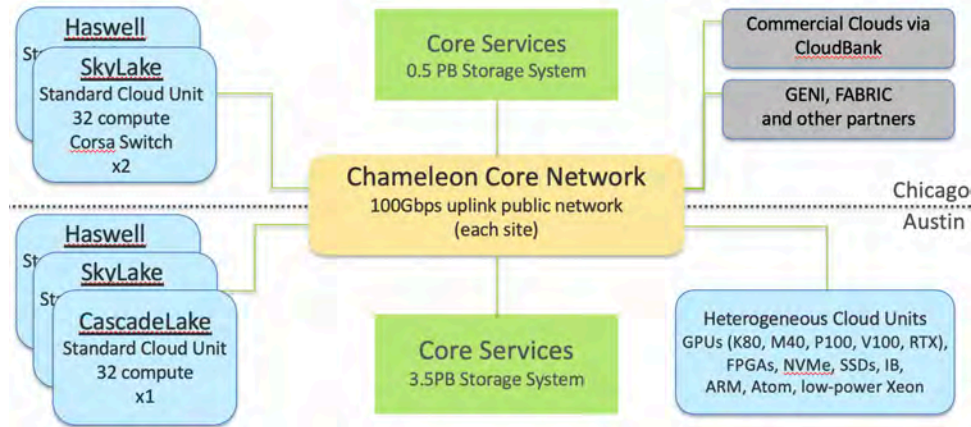 Haswell
SkyLake
Standard Cloud Unit
32 compute
Corsa Switch
x2
Core Services
0.5 PB Storage System
Commercial Clouds via
CloudBank
GENI, FABRIC
and other partners
Chameleon Core Network
100Gbps uplink public network
(each site)
Chicago
Austin
Haswell
SkyLake
CascadeLake
Standard Cloud Unit
32 compute
x1
Core Services
3.5PB Storage System
Heterogeneous Cloud Units
GPUs (K80, M40, P100, V100, RTX),
FPGAs, NVMe, SSDs, IB,
ARM, Atom, low-power Xeon